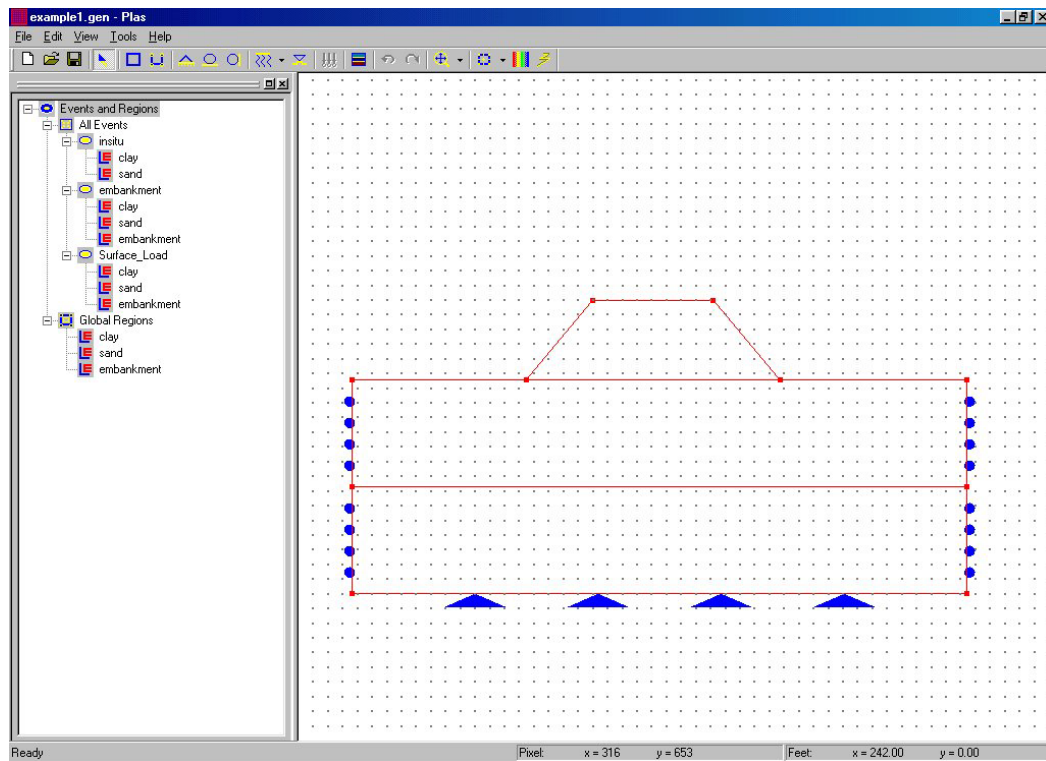 example1.gen - Plas
File Edit View Tools Help
Events and Regions
All Events
insitu
clay
sand
embankment
clay
sand
embankment
Surface_Load
clay
sand
embankment
Global Regions
clay
sand
embankment
Ready Pixel: x = 316 y = 653 Feet: x = 242.00 y = 0.00